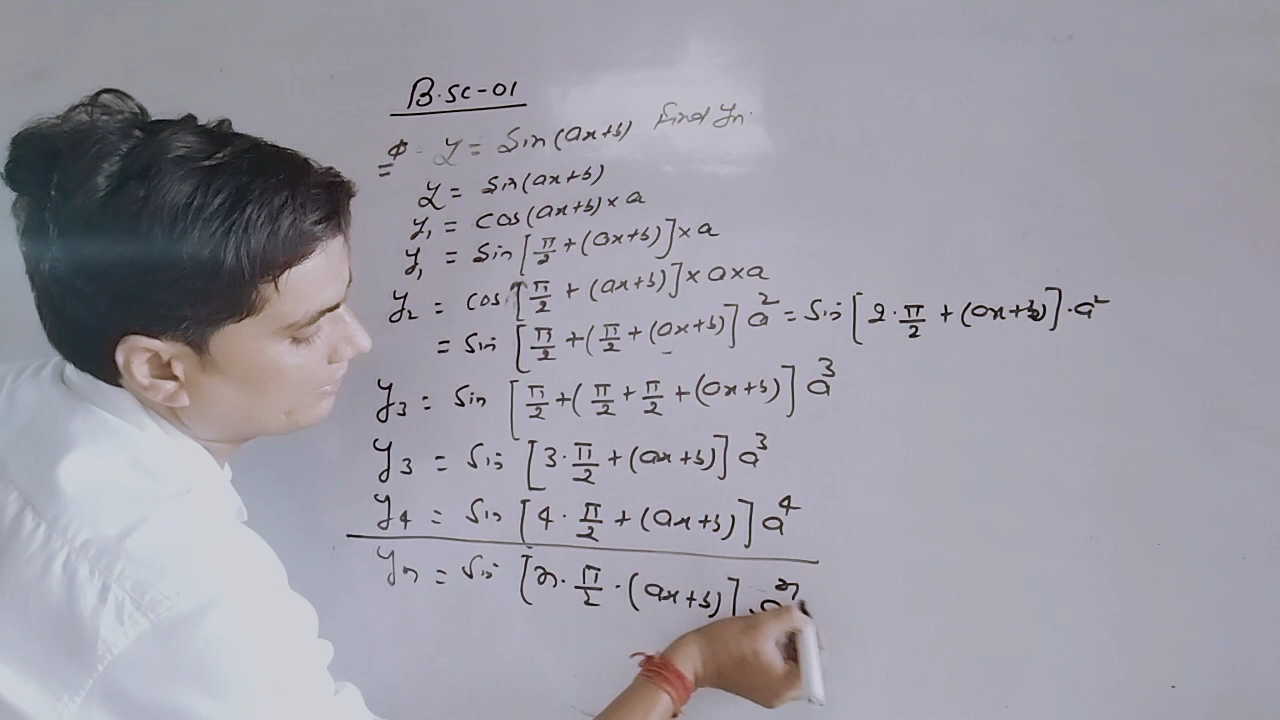 B.SC-01
Q. y = Sin(ax+b) find yn.
y = Sin(ax+b)
y₁ = cos(ax+b)×a
y₁ = Sin[π/2+(ax+b)]×a
y₂ = cos[π/2+(ax+b)]×a×a
= Sin[π/2+(π/2+(ax+b)]a² = Sin[2·π/2+(ax+b)]·a²
y₃ = Sin[π/2+(π/2+π/2+(ax+b)]a³
y₃ = Sin[3·π/2+(ax+b)]a³
y₄ = Sin[4·π/2+(ax+b)]a⁴
yn = Sin[n·π/2·(ax+b)].aⁿ